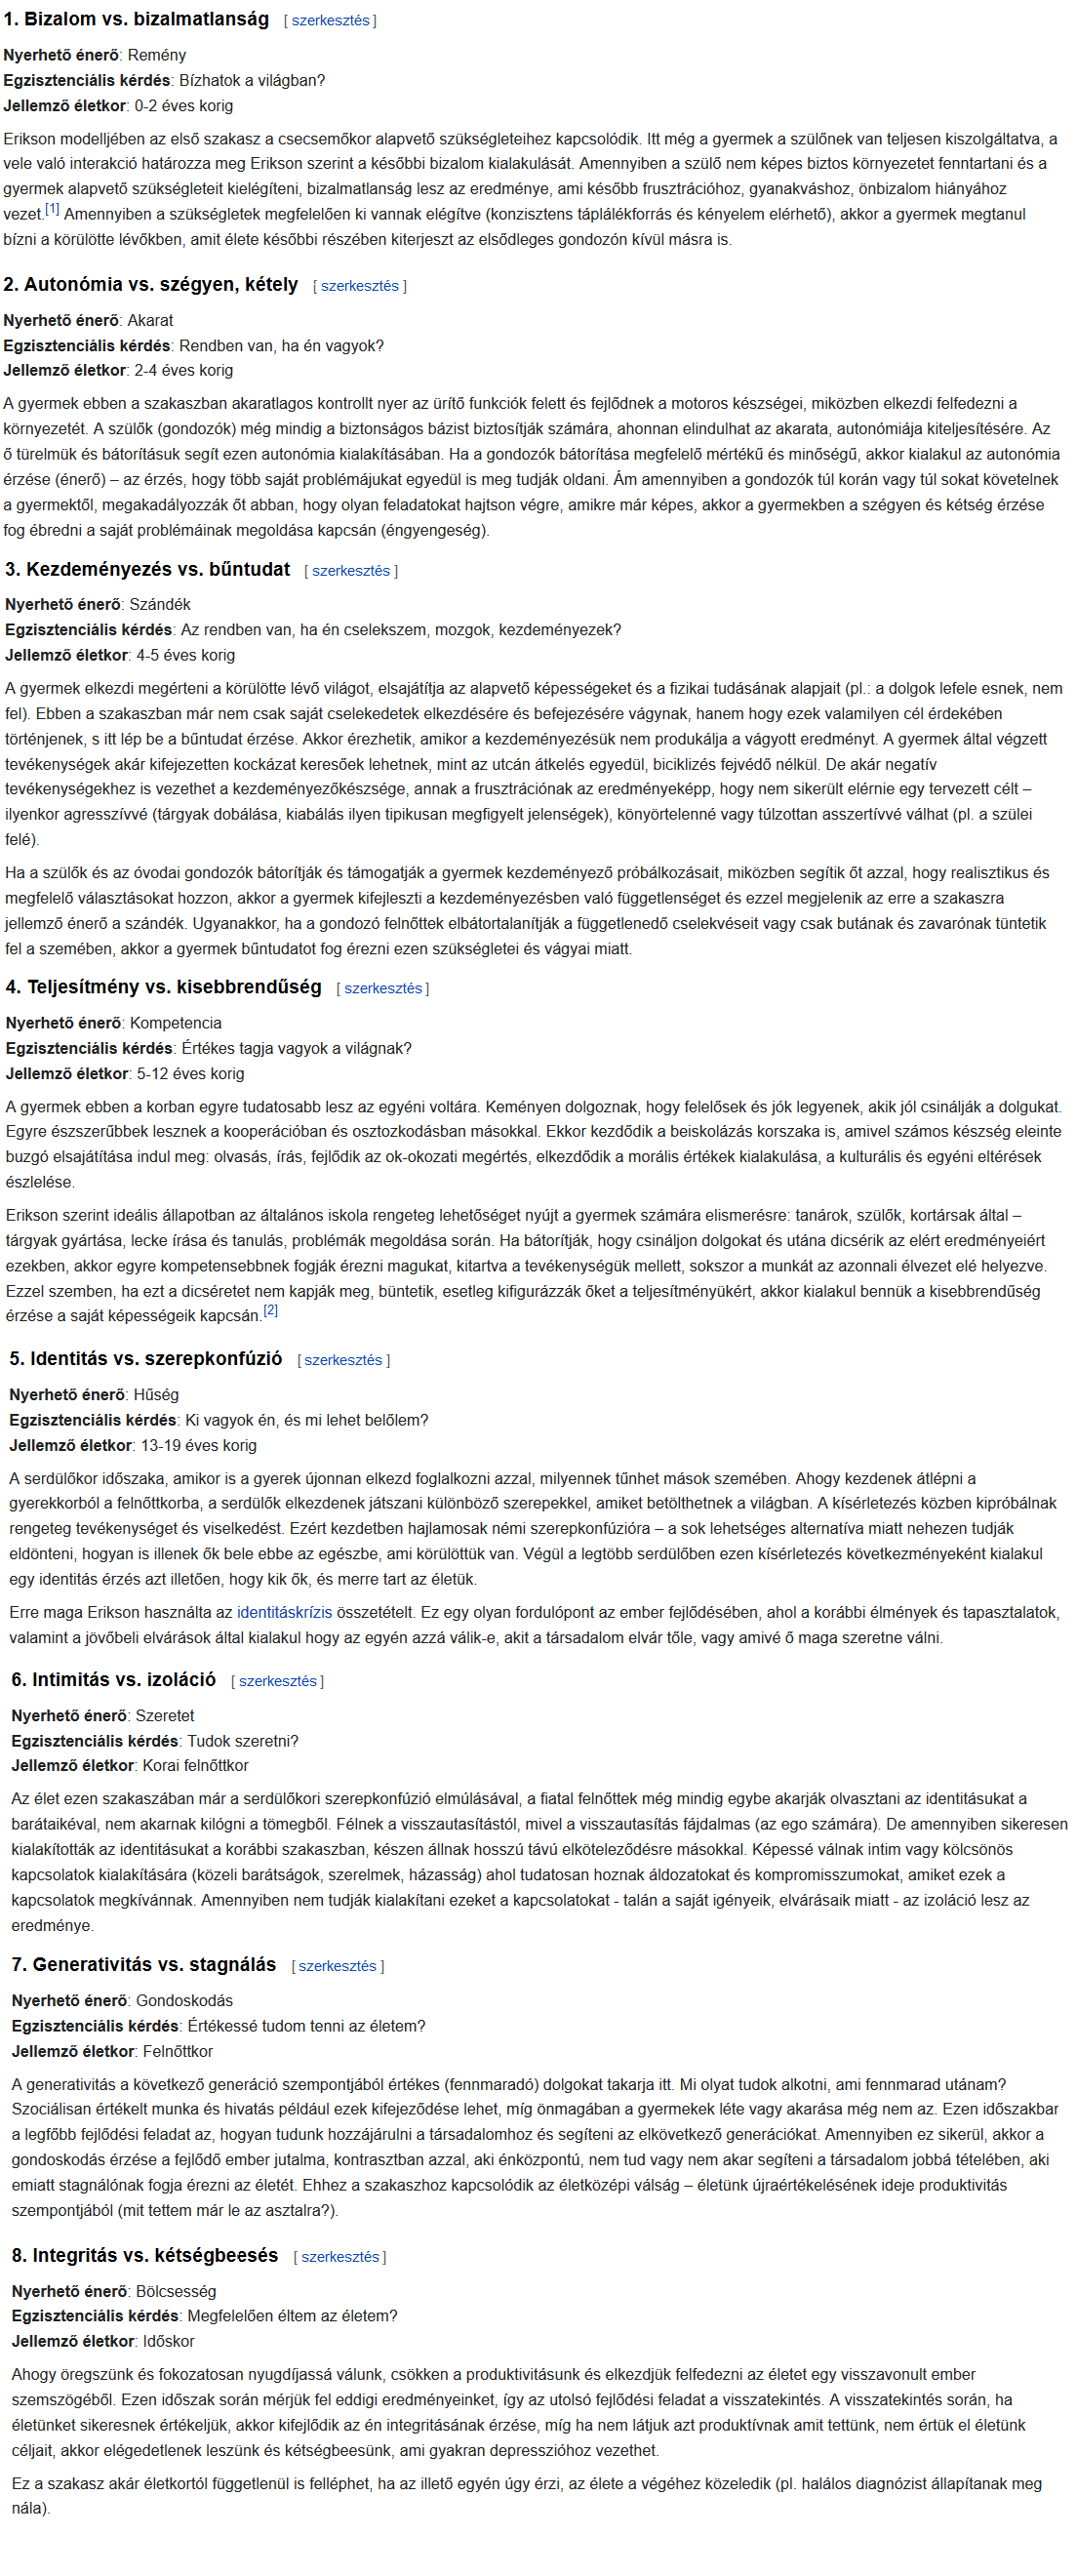 1. Bizalom vs. bizalmatlanság [ szerkesztés ]
Nyerhető énerő: Remény
Egzisztenciális kérdés: Bízhatok a világban?
Jellemző életkor: 0-2 éves korig
Erikson modelljében az első szakasz a csecsemőkor alapvető szükségleteihez kapcsolódik. Itt még a gyermek a szülőnek van teljesen kiszolgáltatva, a
vele való interakció határozza meg Erikson szerint a későbbi bizalom kialakulását. Amennyiben a szülő nem képes biztos környezetet fenntartani és a
gyermek alapvető szükségleteit kielégíteni, bizalmatlanság lesz az eredménye, ami később frusztrációhoz, gyanakváshoz, önbizalom hiányához
vezet.[1] Amennyiben a szükségletek megfelelően ki vannak elégítve (konzisztens táplálékforrás és kényelem elérhető), akkor a gyermek megtanul
bízni a körülötte lévőkben, amit élete későbbi részében kiterjeszt az elsődleges gondozón kívül másra is.
2. Autonómia vs. szégyen, kétely [ szerkesztés ]
Nyerhető énerő: Akarat
Egzisztenciális kérdés: Rendben van, ha én vagyok?
Jellemző életkor: 2-4 éves korig
A gyermek ebben a szakaszban akaratlagos kontrollt nyer az ürítő funkciók felett és fejlődnek a motoros készségei, miközben elkezdi felfedezni a
környezetét. A szülők (gondozók) még mindig a biztonságos bázist biztosítják számára, ahonnan elindulhat az akarata, autonómiája kiteljesítésére. Az
ő türelmük és bátorításuk segít ezen autonómia kialakításában. Ha a gondozók bátorítása megfelelő mértékű és minőségű, akkor kialakul az autonómia
érzése (énerő) – az érzés, hogy több saját problémájukat egyedül is meg tudják oldani. Ám amennyiben a gondozók túl korán vagy túl sokat követelnek
a gyermektől, megakadályozzák őt abban, hogy olyan feladatokat hajtson végre, amikre már képes, akkor a gyermekben a szégyen és kétség érzése
fog ébredni a saját problémáinak megoldása kapcsán (éngyengeség).
3. Kezdeményezés vs. bűntudat [ szerkesztés ]
Nyerhető énerő: Szándék
Egzisztenciális kérdés: Az rendben van, ha én cselekszem, mozgok, kezdeményezek?
Jellemző életkor: 4-5 éves korig
A gyermek elkezdi megérteni a körülötte lévő világot, elsajátítja az alapvető képességeket és a fizikai tudásának alapjait (pl.: a dolgok lefele esnek, nem
fel). Ebben a szakaszban már nem csak saját cselekedetek elkezdésére és befejezésére vágynak, hanem hogy ezek valamilyen cél érdekében
történjenek, s itt lép be a bűntudat érzése. Akkor érezhetik, amikor a kezdeményezésük nem produkálja a vágyott eredményt. A gyermek által végzett
tevékenységek akár kifejezetten kockázat keresőek lehetnek, mint az utcán átkelés egyedül, biciklizés fejvédő nélkül. De akár negatív
tevékenységekhez is vezethet a kezdeményezőkészsége, annak a frusztrációnak az eredményeképp, hogy nem sikerült elérnie egy tervezett célt –
ilyenkor agresszívvé (tárgyak dobálása, kiabálás ilyen tipikusan megfigyelt jelenségek), könyörtelenné vagy túlzottan asszertívvé válhat (pl. a szülei
felé).
Ha a szülők és az óvodai gondozók bátorítják és támogatják a gyermek kezdeményező próbálkozásait, miközben segítik őt azzal, hogy realisztikus és
megfelelő választásokat hozzon, akkor a gyermek kifejleszti a kezdeményezésben való függetlenséget és ezzel megjelenik az erre a szakaszra
jellemző énerő a szándék. Ugyanakkor, ha a gondozó felnőttek elbátortalanítják a függetlenedő cselekvéseit vagy csak butának és zavarónak tüntetik
fel a szemében, akkor a gyermek bűntudatot fog érezni ezen szükségletei és vágyai miatt.
4. Teljesítmény vs. kisebbrendűség [ szerkesztés ]
Nyerhető énerő: Kompetencia
Egzisztenciális kérdés: Értékes tagja vagyok a világnak?
Jellemző életkor: 5-12 éves korig
A gyermek ebben a korban egyre tudatosabb lesz az egyéni voltára. Keményen dolgoznak, hogy felelősek és jók legyenek, akik jól csinálják a dolgukat.
Egyre észszerűbbek lesznek a kooperációban és osztozkodásban másokkal. Ekkor kezdődik a beiskolázás korszaka is, amivel számos készség eleinte
buzgó elsajátítása indul meg: olvasás, írás, fejlődik az ok-okozati megértés, elkezdődik a morális értékek kialakulása, a kulturális és egyéni eltérések
észlelése.
Erikson szerint ideális állapotban az általános iskola rengeteg lehetőséget nyújt a gyermek számára elismerésre: tanárok, szülők, kortársak által –
tárgyak gyártása, lecke írása és tanulás, problémák megoldása során. Ha bátorítják, hogy csináljon dolgokat és utána dicsérik az elért eredményeiért
ezekben, akkor egyre kompetensebbnek fogják érezni magukat, kitartva a tevékenységük mellett, sokszor a munkát az azonnali élvezet elé helyezve.
Ezzel szemben, ha ezt a dicséretet nem kapják meg, büntetik, esetleg kifigurázzák őket a teljesítményükért, akkor kialakul bennük a kisebbrendűség
érzése a saját képességeik kapcsán.[2]
5. Identitás vs. szerepkonfúzió [ szerkesztés ]
Nyerhető énerő: Hűség
Egzisztenciális kérdés: Ki vagyok én, és mi lehet belőlem?
Jellemző életkor: 13-19 éves korig
A serdülőkor időszaka, amikor is a gyerek újonnan elkezd foglalkozni azzal, milyennek tűnhet mások szemében. Ahogy kezdenek átlépni a
gyerekkorból a felnőttkorba, a serdülők elkezdenek játszani különböző szerepekkel, amiket betölthetnek a világban. A kísérletezés közben kipróbálnak
rengeteg tevékenységet és viselkedést. Ezért kezdetben hajlamosak némi szerepkonfúzióra – a sok lehetséges alternatíva miatt nehezen tudják
eldönteni, hogyan is illenek ők bele ebbe az egészbe, ami körülöttük van. Végül a legtöbb serdülőben ezen kísérletezés következményeként kialakul
egy identitás érzés azt illetően, hogy kik ők, és merre tart az életük.
Erre maga Erikson használta az identitáskrízis összetételt. Ez egy olyan fordulópont az ember fejlődésében, ahol a korábbi élmények és tapasztalatok,
valamint a jövőbeli elvárások által kialakul hogy az egyén azzá válik-e, akit a társadalom elvár tőle, vagy amivé ő maga szeretne válni.
6. Intimitás vs. izoláció [ szerkesztés ]
Nyerhető énerő: Szeretet
Egzisztenciális kérdés: Tudok szeretni?
Jellemző életkor: Korai felnőttkor
Az élet ezen szakaszában már a serdülőkori szerepkonfúzió elmúlásával, a fiatal felnőttek még mindig egybe akarják olvasztani az identitásukat a
barátaikéval, nem akarnak kilógni a tömegből. Félnek a visszautasítástól, mivel a visszautasítás fájdalmas (az ego számára). De amennyiben sikeresen
kialakították az identitásukat a korábbi szakaszban, készen állnak hosszú távú elköteleződésre másokkal. Képessé válnak intim vagy kölcsönös
kapcsolatok kialakítására (közeli barátságok, szerelmek, házasság) ahol tudatosan hoznak áldozatokat és kompromisszumokat, amiket ezek a
kapcsolatok megkívánnak. Amennyiben nem tudják kialakítani ezeket a kapcsolatokat - talán a saját igényeik, elvárásaik miatt - az izoláció lesz az
eredménye.
7. Generativitás vs. stagnálás [ szerkesztés ]
Nyerhető énerő: Gondoskodás
Egzisztenciális kérdés: Értékessé tudom tenni az életem?
Jellemző életkor: Felnőttkor
A generativitás a következő generáció szempontjából értékes (fennmaradó) dolgokat takarja itt. Mi olyat tudok alkotni, ami fennmarad utánam?
Szociálisan értékelt munka és hivatás például ezek kifejeződése lehet, míg önmagában a gyermekek léte vagy akarása még nem az. Ezen időszakbar
a legfőbb fejlődési feladat az, hogyan tudunk hozzájárulni a társadalomhoz és segíteni az elkövetkező generációkat. Amennyiben ez sikerül, akkor a
gondoskodás érzése a fejlődő ember jutalma, kontrasztban azzal, aki énközpontú, nem tud vagy nem akar segíteni a társadalom jobbá tételében, aki
emiatt stagnálónak fogja érezni az életét. Ehhez a szakaszhoz kapcsolódik az életközépi válság – életünk újraértékelésének ideje produktivitás
szempontjából (mit tettem már le az asztalra?).
8. Integritás vs. kétségbeesés [ szerkesztés ]
Nyerhető énerő: Bölcsesség
Egzisztenciális kérdés: Megfelelően éltem az életem?
Jellemző életkor: Időskor
Ahogy öregszünk és fokozatosan nyugdíjassá válunk, csökken a produktivitásunk és elkezdjük felfedezni az életet egy visszavonult ember
szemszögéből. Ezen időszak során mérjük fel eddigi eredményeinket, így az utolsó fejlődési feladat a visszatekintés. A visszatekintés során, ha
életünket sikeresnek értékeljük, akkor kifejlődik az én integritásának érzése, míg ha nem látjuk azt produktívnak amit tettünk, nem értük el életünk
céljait, akkor elégedetlenek leszünk és kétségbeesünk, ami gyakran depresszióhoz vezethet.
Ez a szakasz akár életkortól függetlenül is felléphet, ha az illető egyén úgy érzi, az élete a végéhez közeledik (pl. halálos diagnózist állapítanak meg
nála).